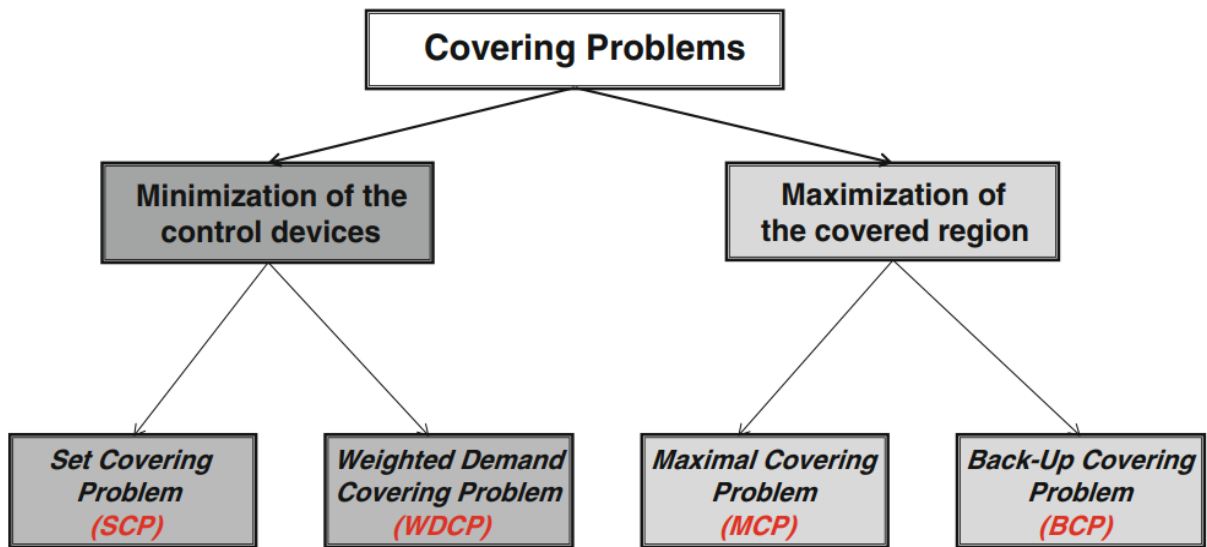 Covering Problems
Minimization of the
control devices
Maximization of
the covered region
Set Covering
Problem
(SCP)
Weighted Demand
Covering Problem
(WDCP)
Maximal Covering
Problem
(MCP)
Back-Up Covering
Problem
(BCP)